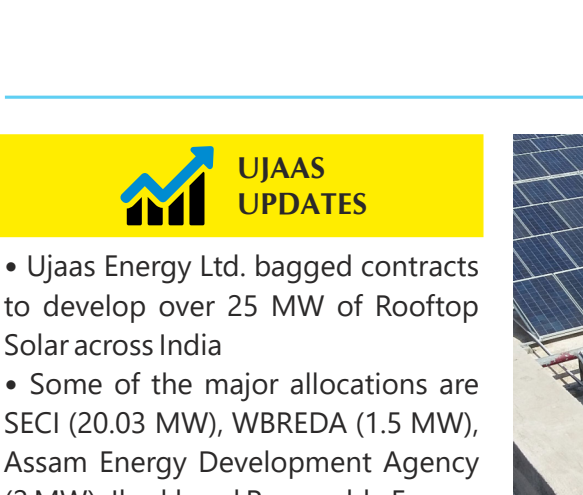 UJAAS
UPDATES
• Ujaas Energy Ltd. bagged contracts
to develop over 25 MW of Rooftop
Solar across India
• Some of the major allocations are
SECI (20.03 MW), WBREDA (1.5 MW),
Assam Energy Development Agency